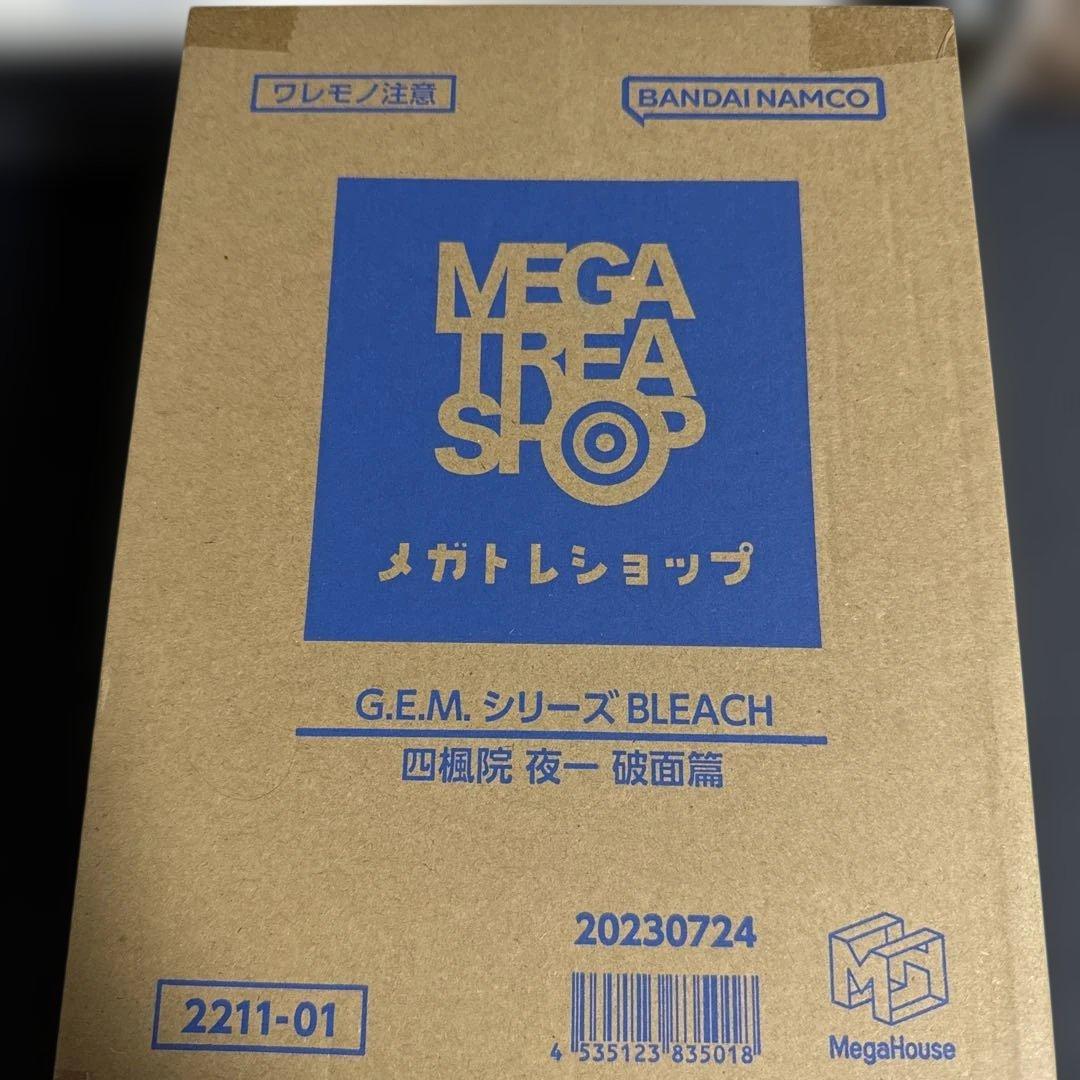 ワレモノ注意
BANDAI NAMCO
MEGA
TREA
SHOP
メガトレショップ
G.E.M. シリーズ BLEACH
四楓院 夜一 破面篇
20230724
2211-01
4 535123 835018
MegaHouse